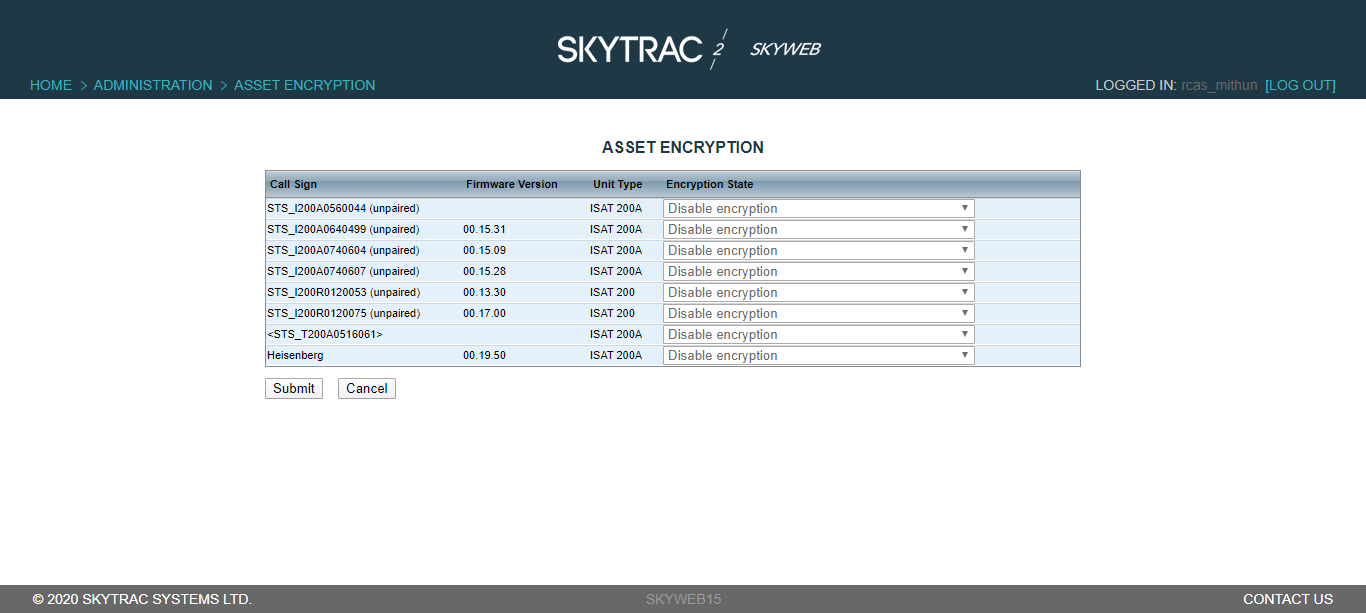 SKYTRAC 2 SKYWEB
HOME > ADMINISTRATION > ASSET ENCRYPTION LOGGED IN: rcas_mithun [LOG OUT]
ASSET ENCRYPTION
Call Sign Firmware Version Unit Type Encryption State
STS_I200A0560044 (unpaired) ISAT 200A Disable encryption
STS_I200A0640499 (unpaired) 00.15.31 ISAT 200A Disable encryption
STS_I200A0740604 (unpaired) 00.15.09 ISAT 200A Disable encryption
STS_I200A0740607 (unpaired) 00.15.28 ISAT 200A Disable encryption
STS_I200R0120053 (unpaired) 00.13.30 ISAT 200 Disable encryption
STS_I200R0120075 (unpaired) 00.17.00 ISAT 200 Disable encryption
<STS_T200A0516061> ISAT 200A Disable encryption
Heisenberg 00.19.50 ISAT 200A Disable encryption
Submit Cancel
© 2020 SKYTRAC SYSTEMS LTD. SKYWEB15 CONTACT US